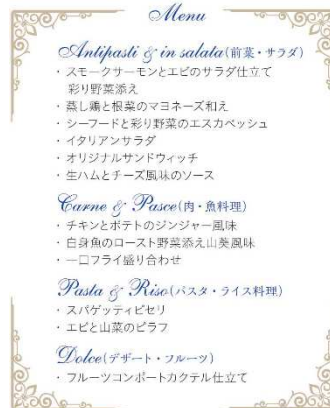 Menu
Antipasti & in salata(前菜・サラダ)
・スモークサーモンとエビのサラダ仕立て
彩り野菜添え
・蒸し鶏と根菜のマヨネーズ和え
・シーフードと彩り野菜のエスカベッシュ
・イタリアンサラダ
・オリジナルサンドウィッチ
・生ハムとチーズ風味のソース
Carne & Pasce(肉・魚料理)
・チキンとポテトのジンジャー風味
・白身魚のロースト野菜添え山葵風味
・一口フライ盛り合わせ
Pasta & Riso(パスタ・ライス料理)
・スパゲッティピセリ
・エビと山菜のピラフ
Dolce(デザート・フルーツ)
・フルーツコンポートカクテル仕立て